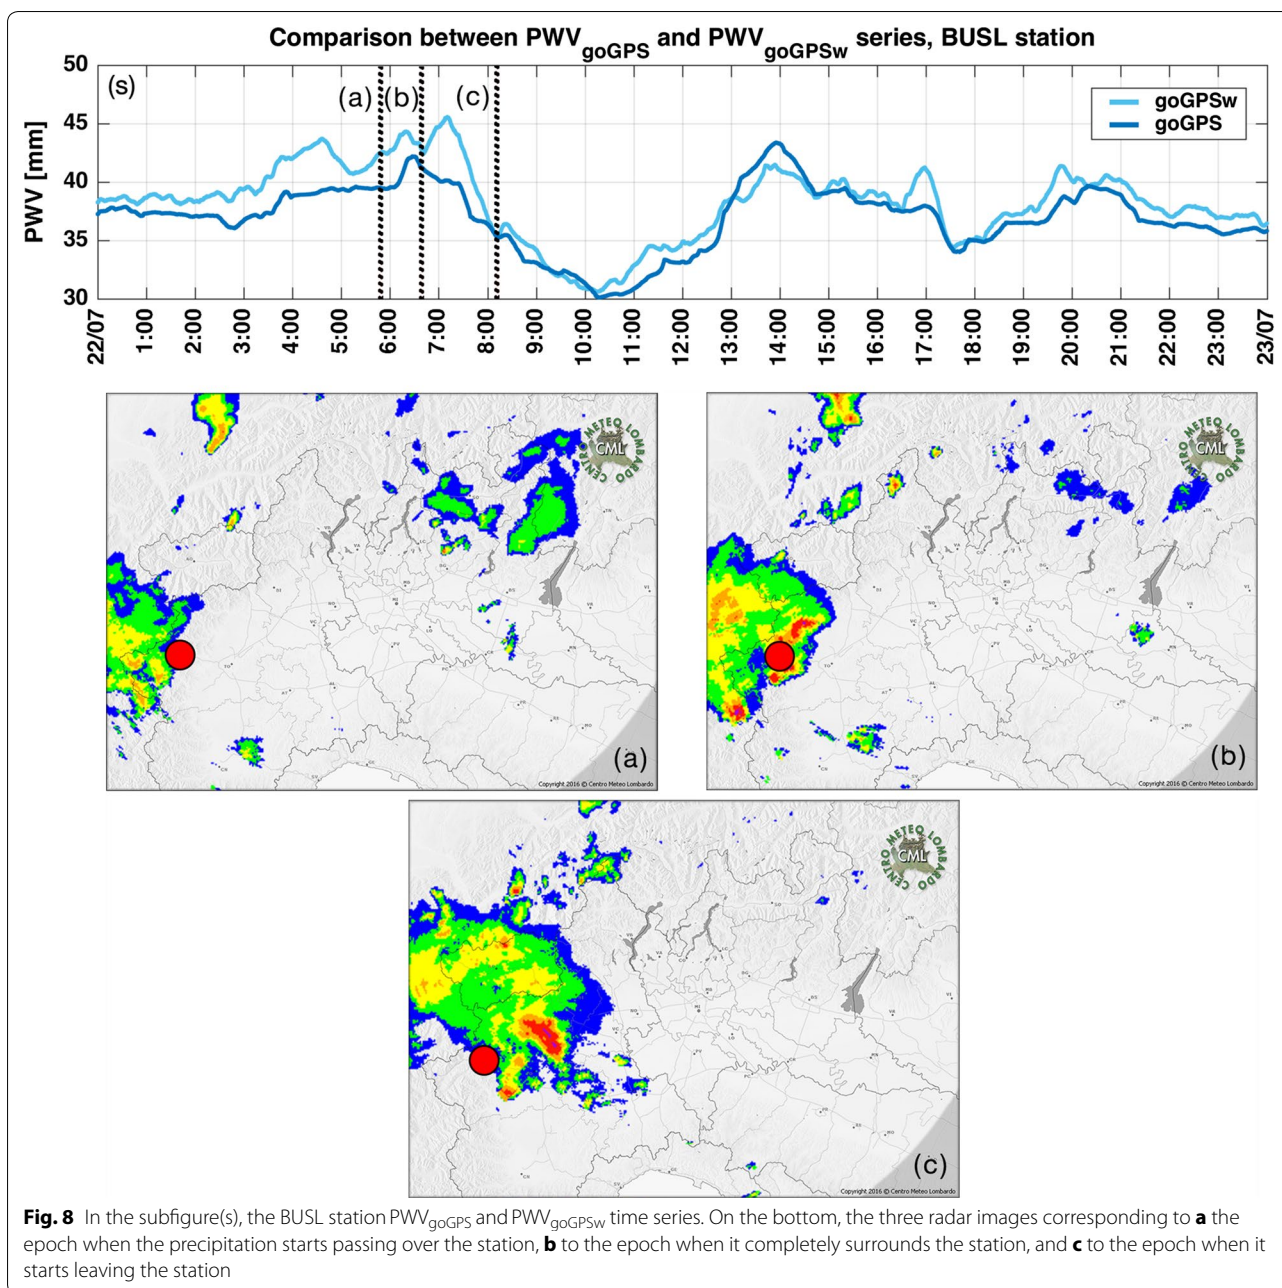 Comparison between PWV goGPS and PWV goGPSw series, BUSL station
PWV [mm]
50
45
40
35
30
(s)
(a)
(b)
(c)
goGPSw
goGPS
22/07
1:00
2:00
3:00
4:00
5:00
6:00
7:00
8:00
9:00
10:00
11:00
12:00
13:00
14:00
15:00
16:00
17:00
18:00
19:00
20:00
21:00
22:00
23:00
23/07
CENTRO METEO LOMBARDO
CML
(a)
Copyright 2016 © Centro Meteo Lombardo
CENTRO METEO LOMBARDO
CML
(b)
Copyright 2016 © Centro Meteo Lombardo
CENTRO METEO LOMBARDO
CML
(c)
Copyright 2016 © Centro Meteo Lombardo
Fig. 8 In the subfigure(s), the BUSL station PWVgoGPS and PWVgoGPSw time series. On the bottom, the three radar images corresponding to a the
epoch when the precipitation starts passing over the station, b to the epoch when it completely surrounds the station, and c to the epoch when it
starts leaving the station